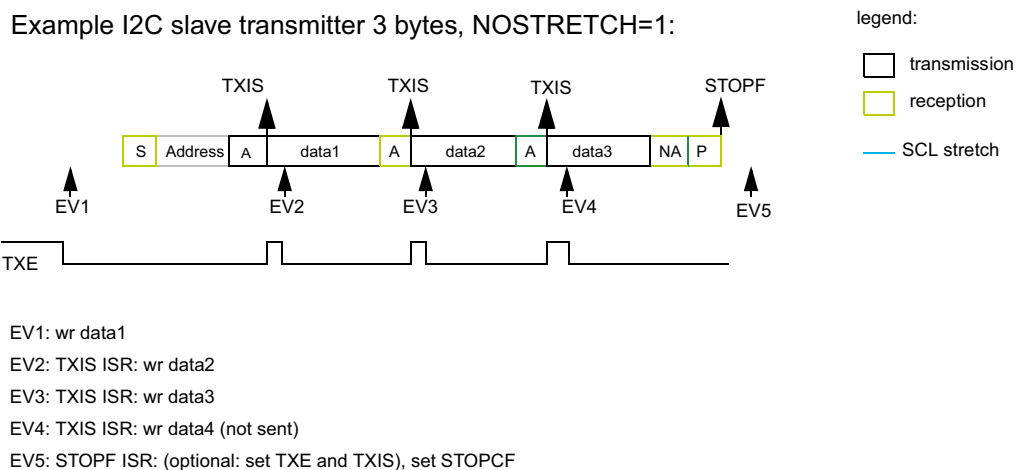 Example I2C slave transmitter 3 bytes, NOSTRETCH=1:
legend:
transmission
reception
SCL stretch
TXIS TXIS TXIS STOPF
S Address A data1 A data2 A data3 NA P
EV1 EV2 EV3 EV4 EV5
TXE
EV1: wr data1
EV2: TXIS ISR: wr data2
EV3: TXIS ISR: wr data3
EV4: TXIS ISR: wr data4 (not sent)
EV5: STOPF ISR: (optional: set TXE and TXIS), set STOPCF